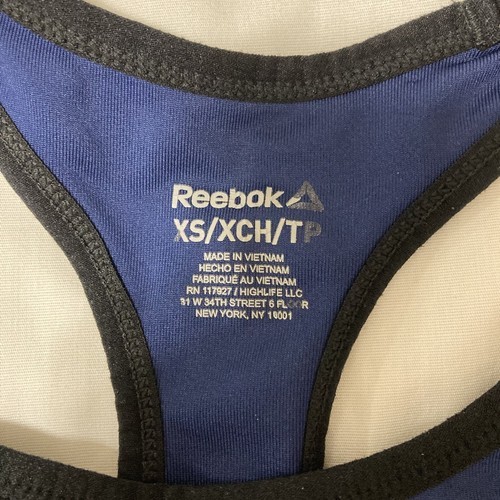 Reebok
XS/XCH/TP
MADE IN VIETNAM
HECHO EN VIETNAM
FABRIQUÉ AU VIETNAM
RN 117927 / HIGHLIFE LLC
31 W 34TH STREET 6 FLOOR
NEW YORK, NY 10001